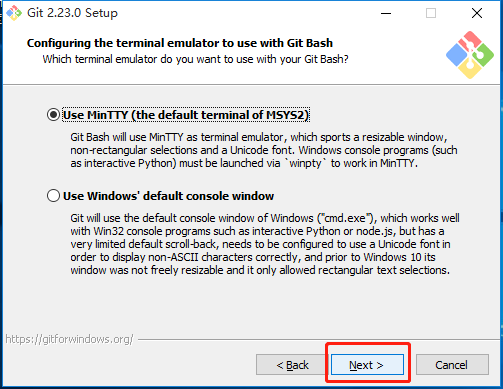 Git 2.23.0 Setup
Configuring the terminal emulator to use with Git Bash
Which terminal emulator do you want to use with your Git Bash?
Use MinTTY (the default terminal of MSYS2)
Git Bash will use MinTTY as terminal emulator, which sports a resizable window,
non-rectangular selections and a Unicode font. Windows console programs (such
as interactive Python) must be launched via `winpty` to work in MinTTY.
Use Windows' default console window
Git will use the default console window of Windows ("cmd.exe"), which works well
with Win32 console programs such as interactive Python or node.js, but has a
very limited default scroll-back, needs to be configured to use a Unicode font in
order to display non-ASCII characters correctly, and prior to Windows 10 its
window was not freely resizable and it only allowed rectangular text selections.
https://gitforwindows.org/
< Back
Next >
Cancel